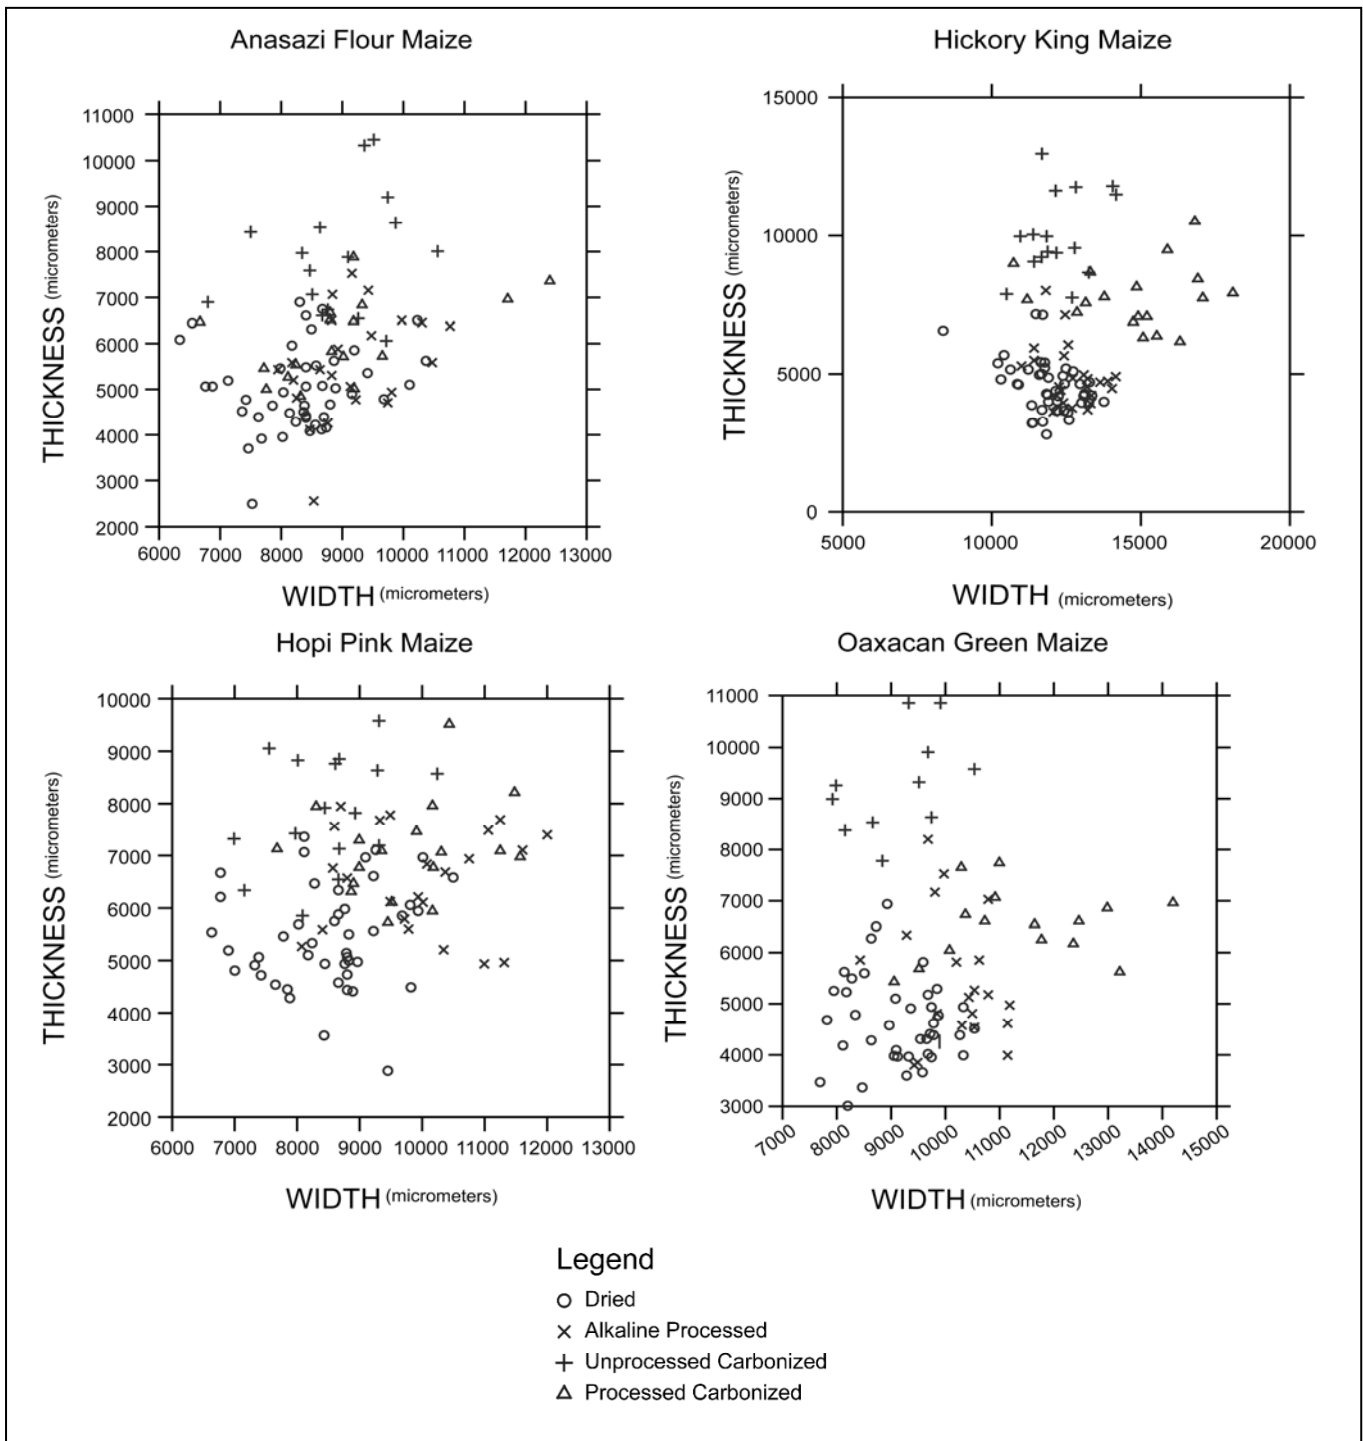 Anasazi Flour Maize
Hickory King Maize
11000
10000
9000
8000
7000
6000
5000
4000
3000
2000
THICKNESS (micrometers)
6000 7000 8000 9000 10000 11000 12000 13000
WIDTH (micrometers)
15000
10000
5000
0
THICKNESS (micrometers)
5000 10000 15000 20000
WIDTH (micrometers)
Hopi Pink Maize
Oaxacan Green Maize
10000
9000
8000
7000
6000
5000
4000
3000
2000
THICKNESS (micrometers)
6000 7000 8000 9000 10000 11000 12000 13000
WIDTH (micrometers)
11000
10000
9000
8000
7000
6000
5000
4000
3000
THICKNESS (micrometers)
7000 8000 9000 10000 11000 12000 13000 14000 15000
WIDTH (micrometers)
Legend
Dried
Alkaline Processed
Unprocessed Carbonized
Processed Carbonized